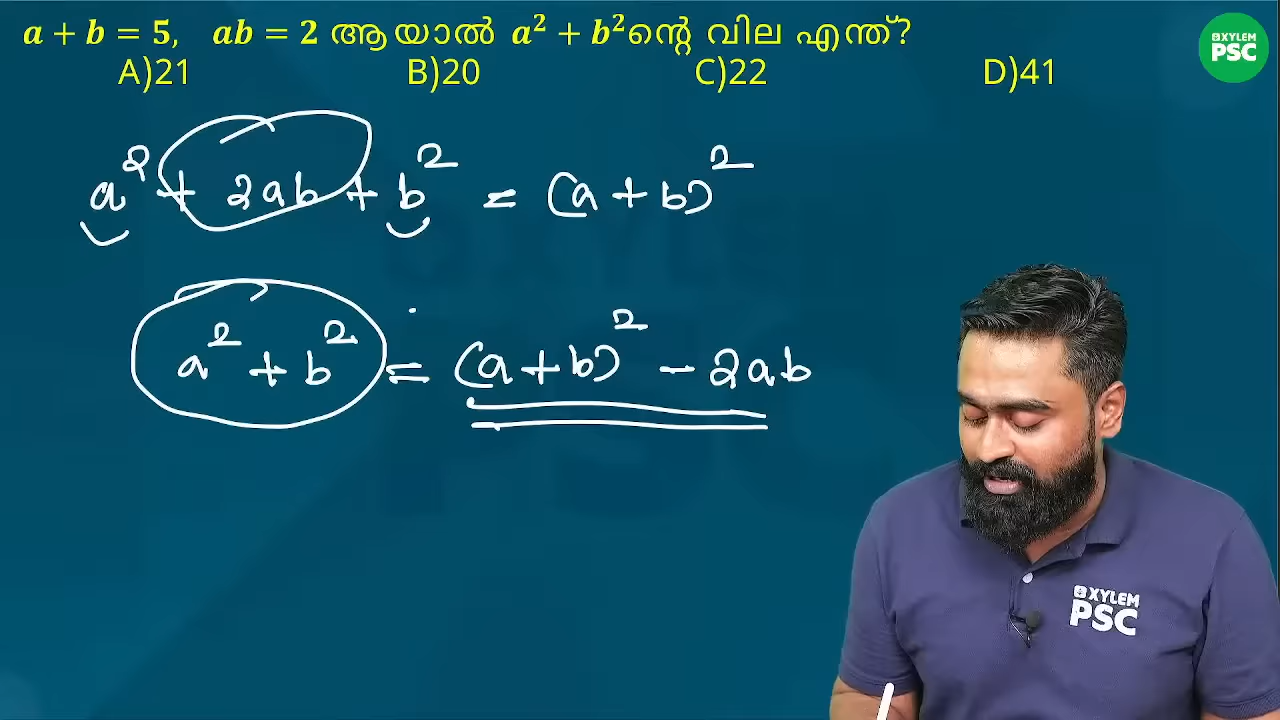 a + b = 5, ab = 2 ആയാൽ a² + b²ന്റെ വില എന്ത്?
A)21 B)20 C)22 D)41
XYLEM
PSC
a² + 2ab + b² = (a + b)²
a² + b² = (a+b)² - 2ab
XYLEM
PSC